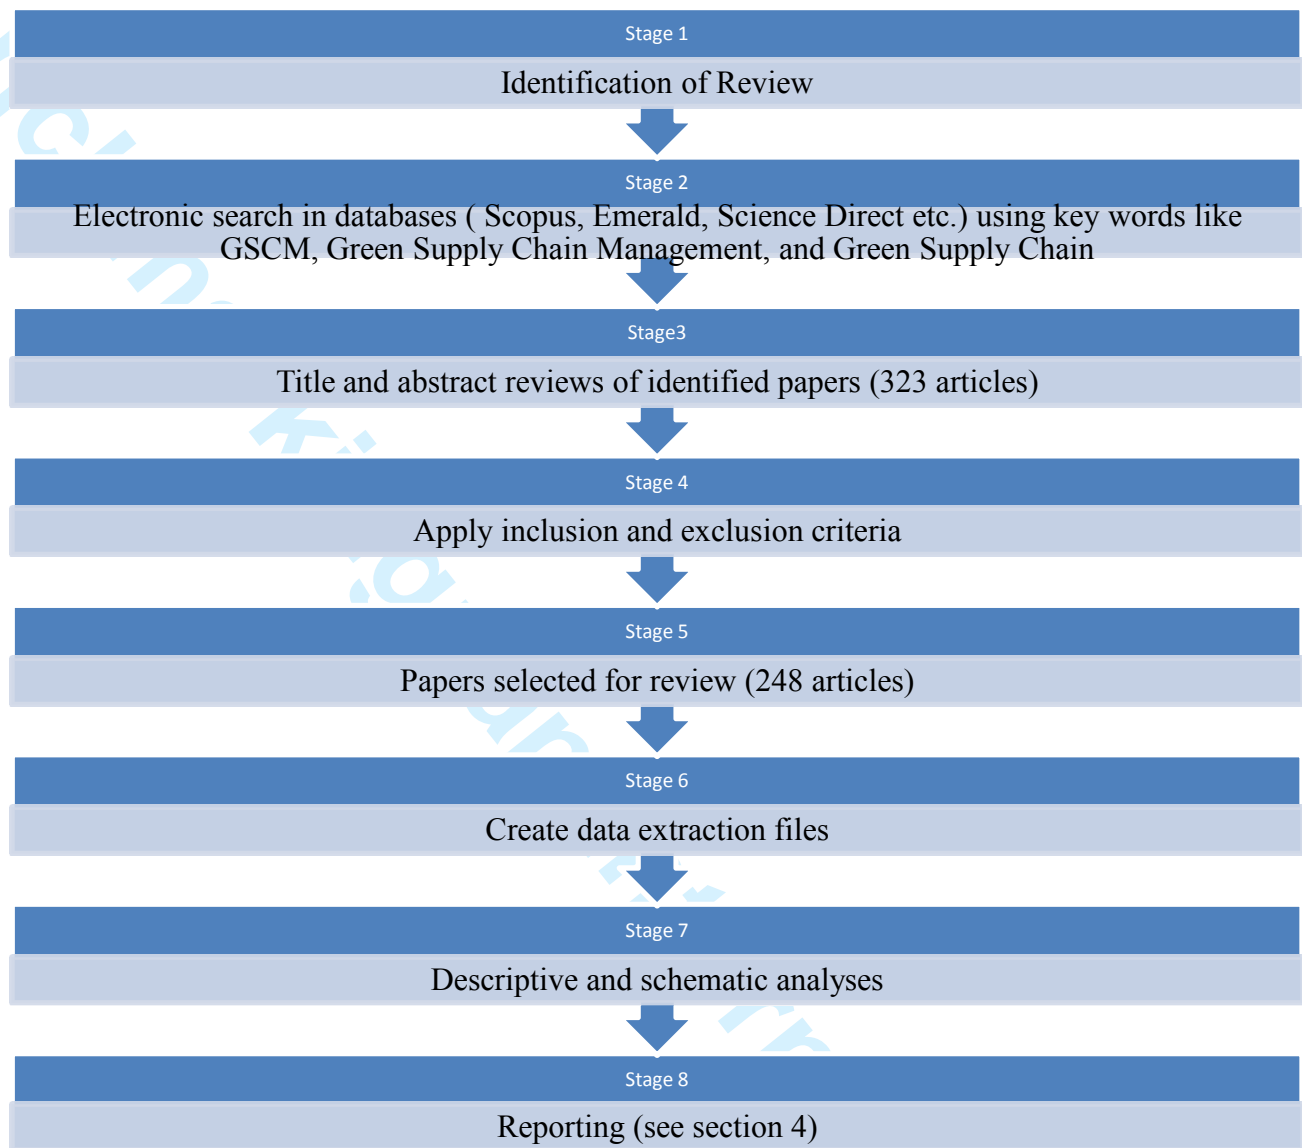 Stage 1
Identification of Review
Stage 2
Electronic search in databases ( Scopus, Emerald, Science Direct etc.) using key words like
GSCM, Green Supply Chain Management, and Green Supply Chain
Stage3
Title and abstract reviews of identified papers (323 articles)
Stage 4
Apply inclusion and exclusion criteria
Stage 5
Papers selected for review (248 articles)
Stage 6
Create data extraction files
Stage 7
Descriptive and schematic analyses
Stage 8
Reporting (see section 4)